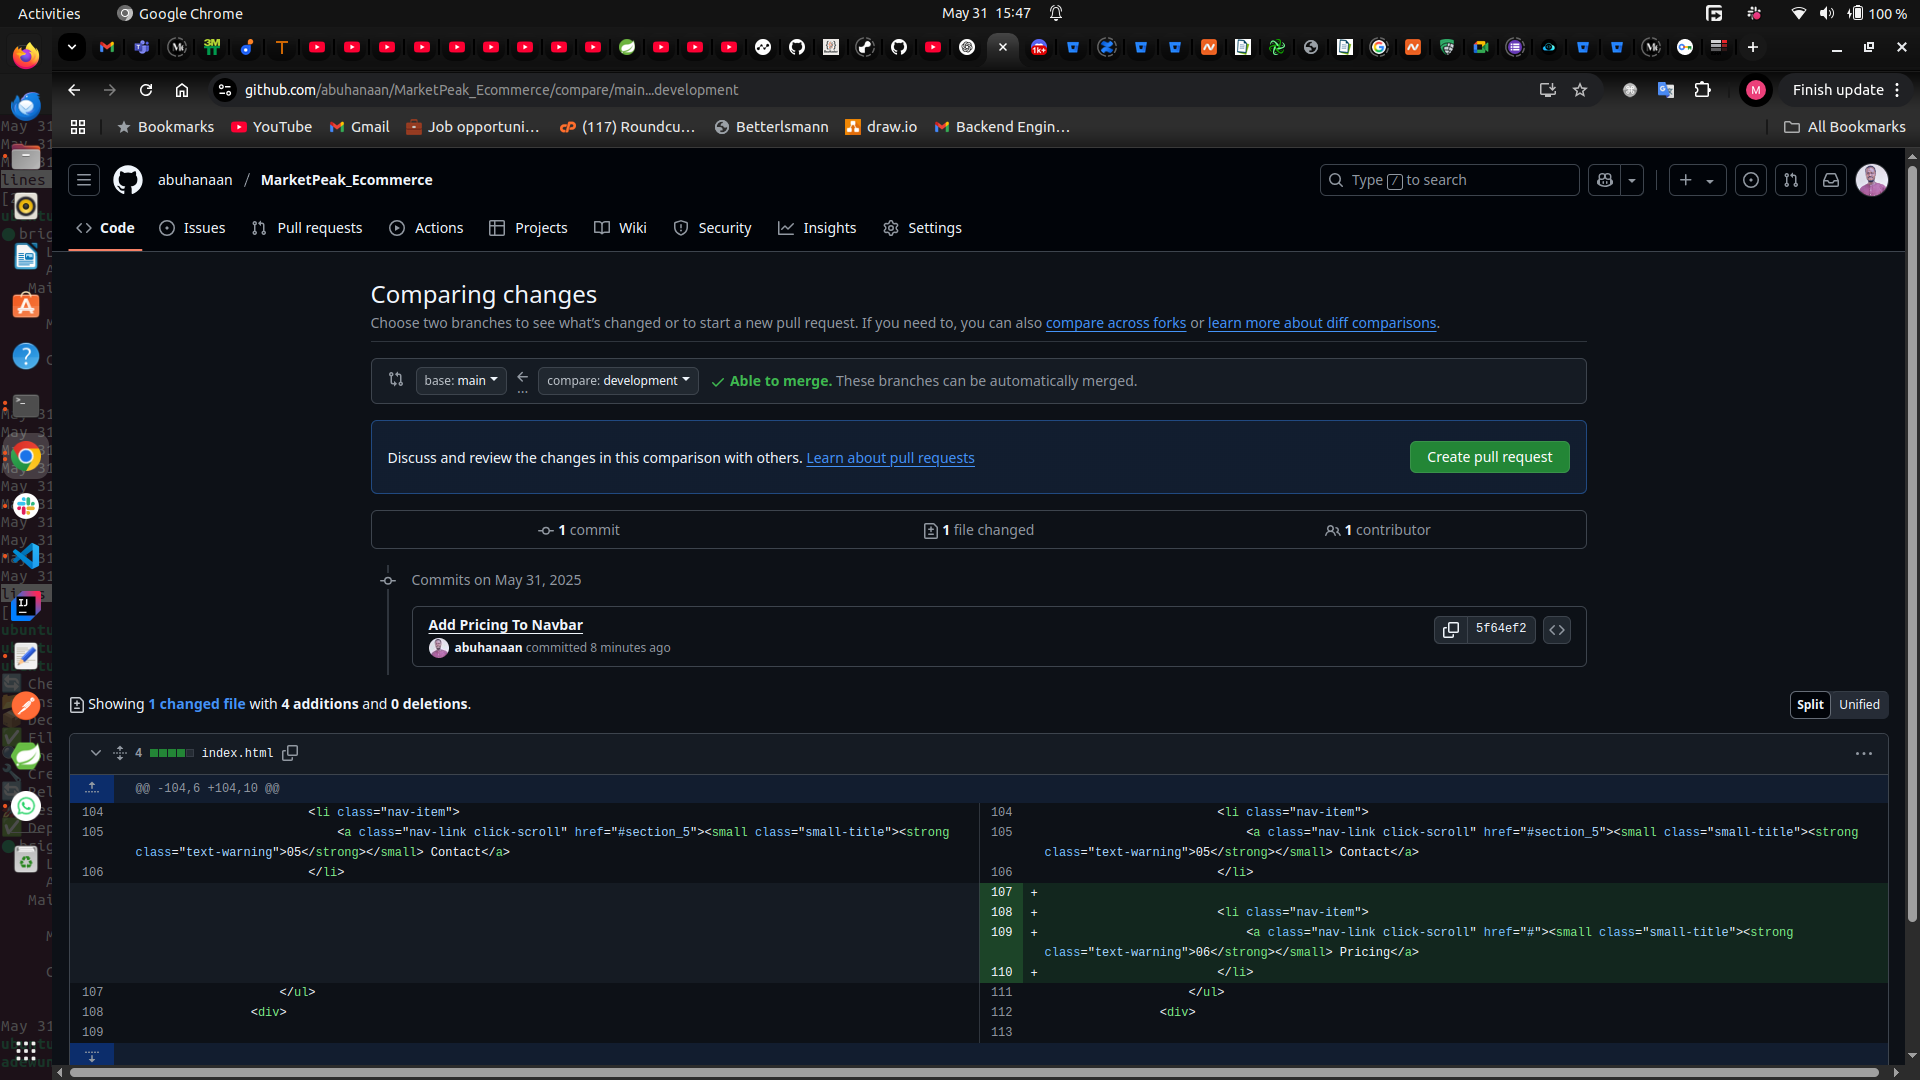 Activities
Google Chrome
May 31 15:47
100 %
github.com/abuhanaan/MarketPeak_Ecommerce/compare/main...development
M
Finish update
Bookmarks
YouTube
Gmail
Job opportuni...
(117) Roundcu...
Betterlsmann
draw.io
Backend Engin...
All Bookmarks
abuhanaan / MarketPeak_Ecommerce
Type / to search
Code
Issues
Pull requests
Actions
Projects
Wiki
Security
Insights
Settings
Comparing changes
Choose two branches to see what's changed or to start a new pull request. If you need to, you can also compare across forks or learn more about diff comparisons.
base: main
...
compare: development
Able to merge. These branches can be automatically merged.
Discuss and review the changes in this comparison with others. Learn about pull requests
Create pull request
1 commit
1 file changed
1 contributor
Commits on May 31, 2025
Add Pricing To Navbar
5f64ef2
abuhanaan committed 8 minutes ago
Showing 1 changed file with 4 additions and 0 deletions.
Split
Unified
4
index.html
@@ -104,6 +104,10 @@
104 <li class="nav-item">
105 <a class="nav-link click-scroll" href="#section_5"><small class="small-title"><strong
class="text-warning">05</strong></small> Contact</a>
106 </li>
107 </ul>
108 <div>
109
104 <li class="nav-item">
105 <a class="nav-link click-scroll" href="#section_5"><small class="small-title"><strong
class="text-warning">05</strong></small> Contact</a>
106 </li>
107 +
108 + <li class="nav-item">
109 + <a class="nav-link click-scroll" href="#"><small class="small-title"><strong
class="text-warning">06</strong></small> Pricing</a>
110 + </li>
111 </ul>
112 <div>
113